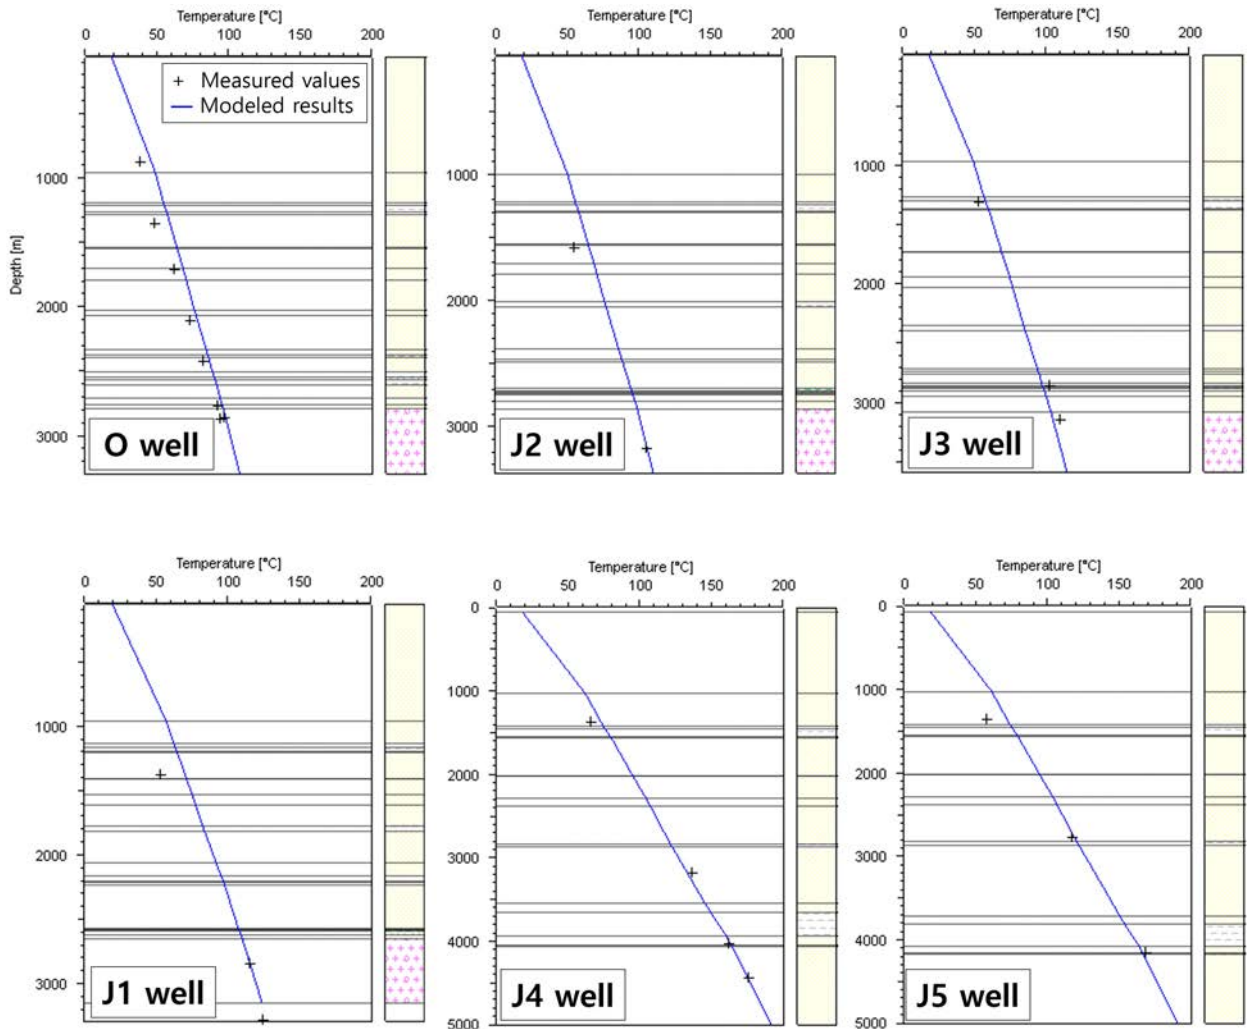 Temperature [°C]
0 50 100 150 200
+ Measured values
— Modeled results
1000
2000
3000
Depth [m]
O well
Temperature [°C]
0 50 100 150 200
1000
2000
3000
J2 well
Temperature [°C]
0 50 100 150 200
1000
2000
3000
J3 well
Temperature [°C]
0 50 100 150 200
1000
2000
3000
J1 well
Temperature [°C]
0 50 100 150 200
0
1000
2000
3000
4000
5000
J4 well
Temperature [°C]
0 50 100 150 200
0
1000
2000
3000
4000
5000
J5 well